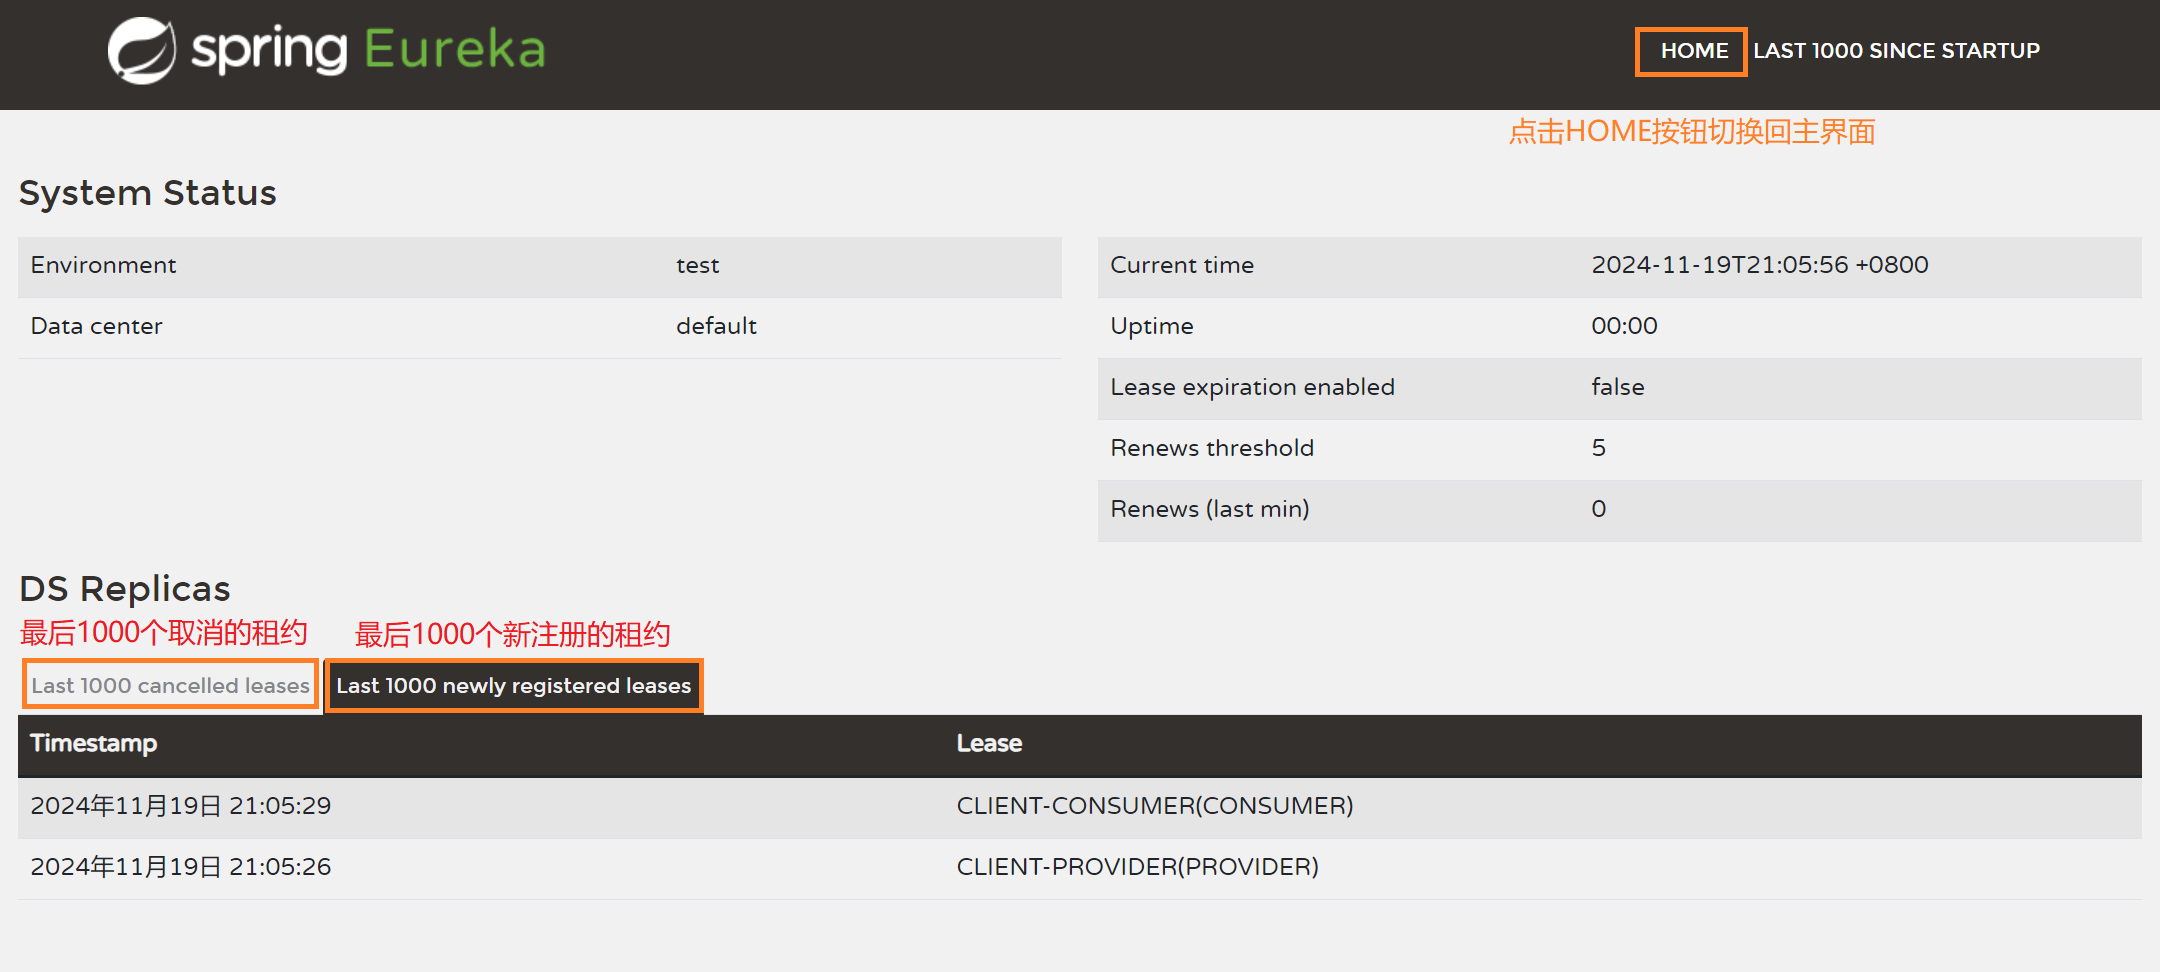 spring Eureka
HOME LAST 1000 SINCE STARTUP
点击HOME按钮切换回主界面
System Status
Environment test
Data center default
Current time 2024-11-19T21:05:56 +0800
Uptime 00:00
Lease expiration enabled false
Renews threshold 5
Renews (last min) 0
DS Replicas
最后1000个取消的租约
最后1000个新注册的租约
Last 1000 cancelled leases
Last 1000 newly registered leases
Timestamp Lease
2024年11月19日 21:05:29 CLIENT-CONSUMER(CONSUMER)
2024年11月19日 21:05:26 CLIENT-PROVIDER(PROVIDER)